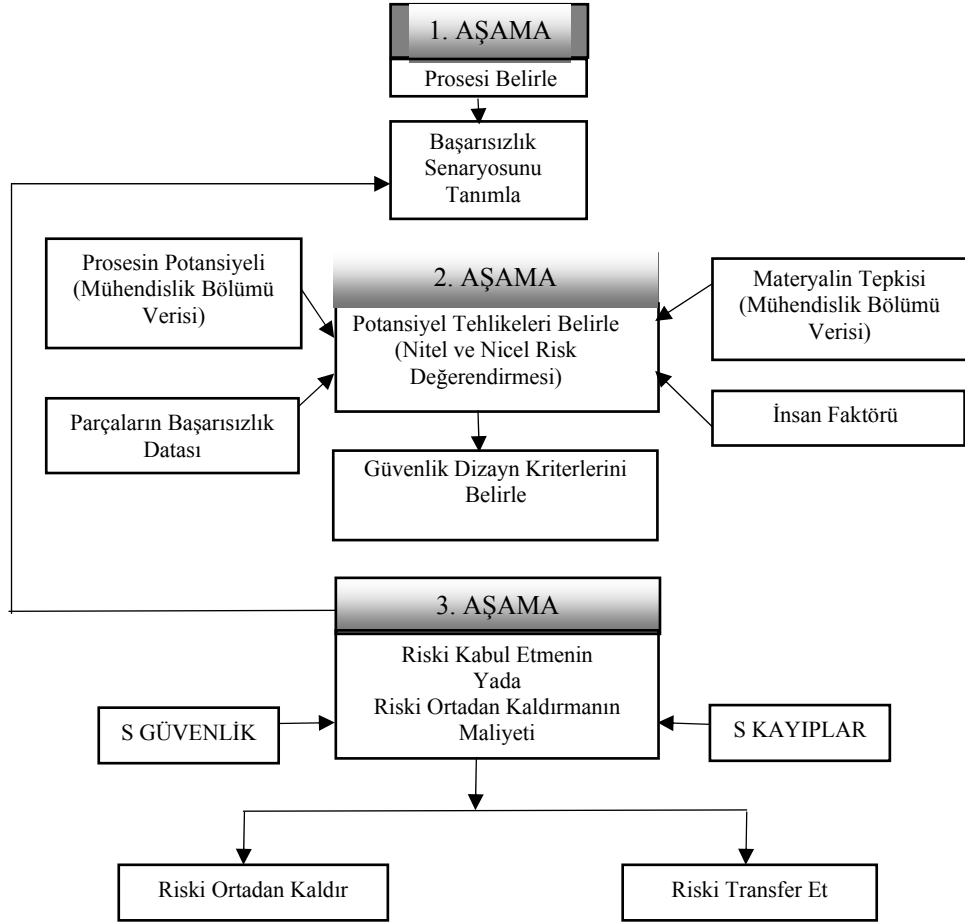 1. AŞAMA
Prosesi Belirle
Başarısızlık
Senaryosunu
Tanımla
Prosesin Potansiyeli
(Mühendislik Bölümü
Verisi)
2. AŞAMA
Potansiyel Tehlikeleri Belirle
(Nitel ve Nicel Risk
Değerendirmesi)
Materyalin Tepkisi
(Mühendislik Bölümü
Verisi)
Parçaların Başarısızlık
Datası
İnsan Faktörü
Güvenlik Dizayn Kriterlerini
Belirle
3. AŞAMA
Riski Kabul Etmenin
Yada
Riski Ortadan Kaldırmanın
Maliyeti
S GÜVENLİK
S KAYIPLAR
Riski Ortadan Kaldır
Riski Transfer Et